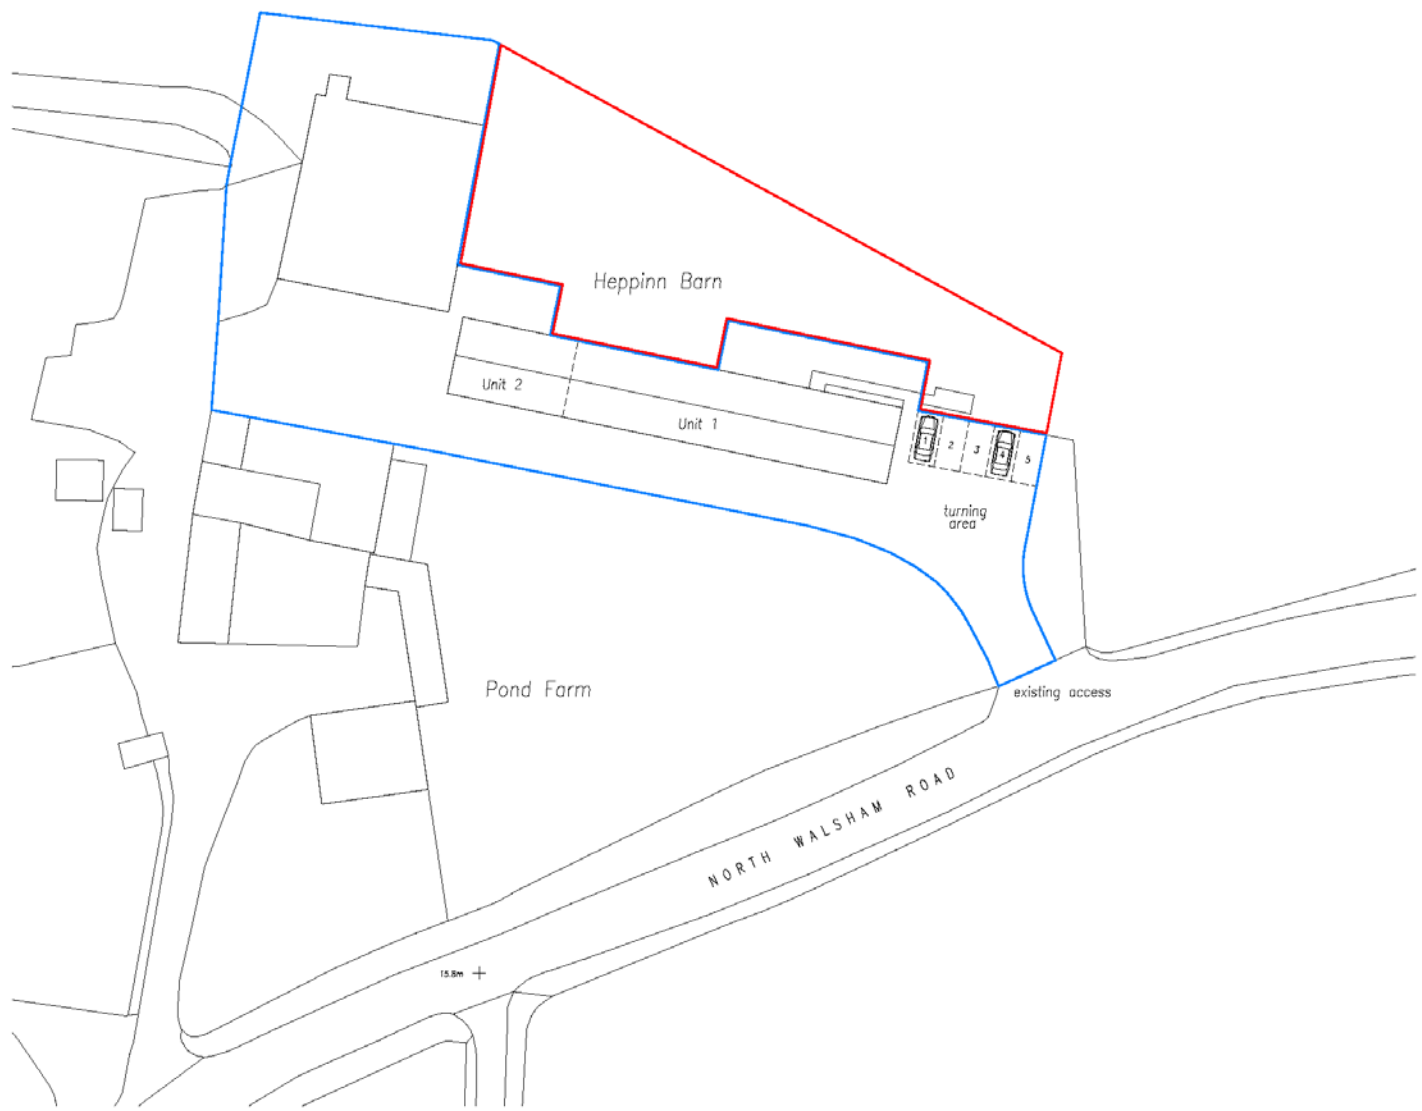 Heppinn Barn
Unit 2
Unit 1
1
2
3
4
5
turning
area
Pond Farm
existing access
NORTH WALSHAM ROAD
15.8m